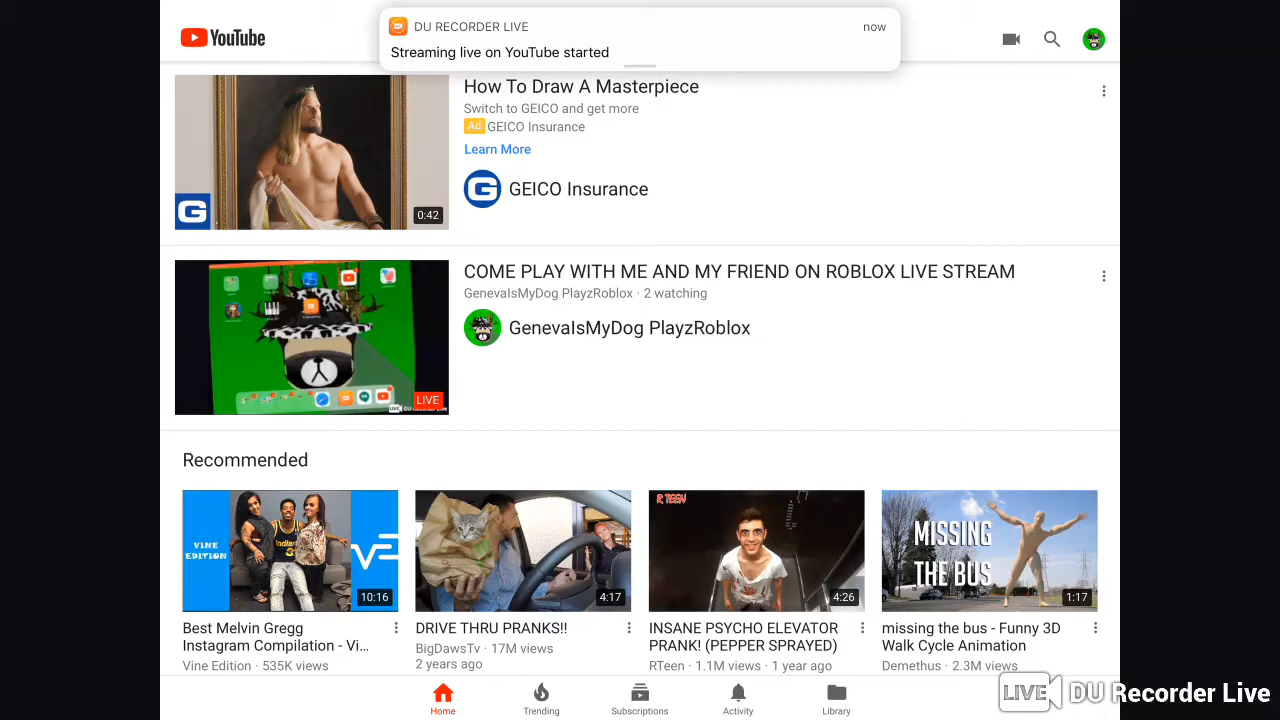 YouTube
DU RECORDER LIVE
now
Streaming live on YouTube started
How To Draw A Masterpiece
Switch to GEICO and get more
Ad GEICO Insurance
Learn More
G GEICO Insurance
G
0:42
COME PLAY WITH ME AND MY FRIEND ON ROBLOX LIVE STREAM
GenevaIsMyDog PlayzRoblox · 2 watching
GenevaIsMyDog PlayzRoblox
LIVE
LIVE DU Recorder Live
Recommended
VINE
EDITION
Indiana
10:16
4:17
R TEEN
4:26
MISSING
THE BUS
1:17
Best Melvin Gregg
Instagram Compilation - Vi...
Vine Edition · 535K views
DRIVE THRU PRANKS!!
BigDawsTv · 17M views
2 years ago
INSANE PSYCHO ELEVATOR
PRANK! (PEPPER SPRAYED)
RTeen · 1.1M views · 1 year ago
missing the bus - Funny 3D
Walk Cycle Animation
Demethus · 2.3M views
Home
Trending
Subscriptions
Activity
Library
LIVE DU Recorder Live